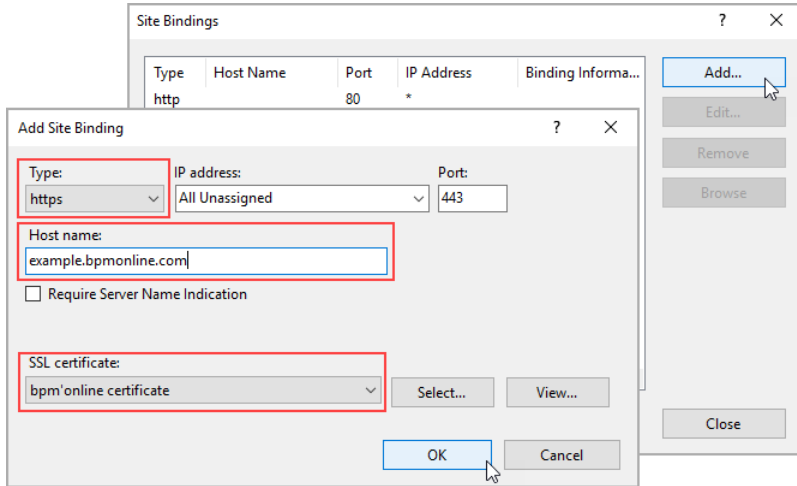 Site Bindings ? ×
Type Host Name Port IP Address Binding Informa... Add...
http 80 *
Edit...
Remove
Browse
Close
Add Site Binding ? ×
Type: IP address: Port:
https All Unassigned 443
Host name:
example.bpmonline.com
Require Server Name Indication
SSL certificate:
bpm'online certificate Select... View...
OK Cancel